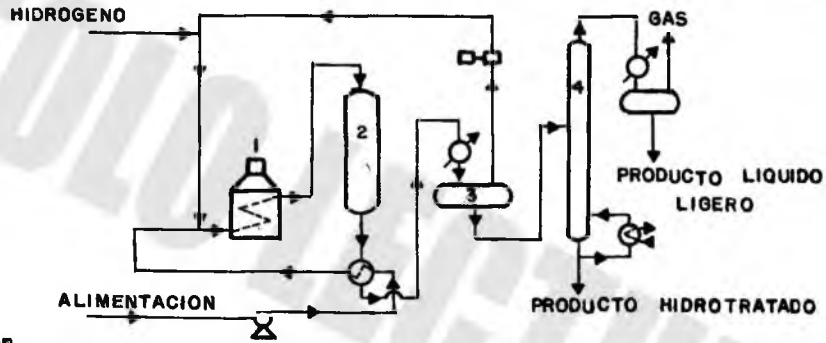 HIDROGENO
GAS
1
2
4
3
PRODUCTO LIQUIDO
LIGERO
ALIMENTACION
PRODUCTO HIDROTRATADO